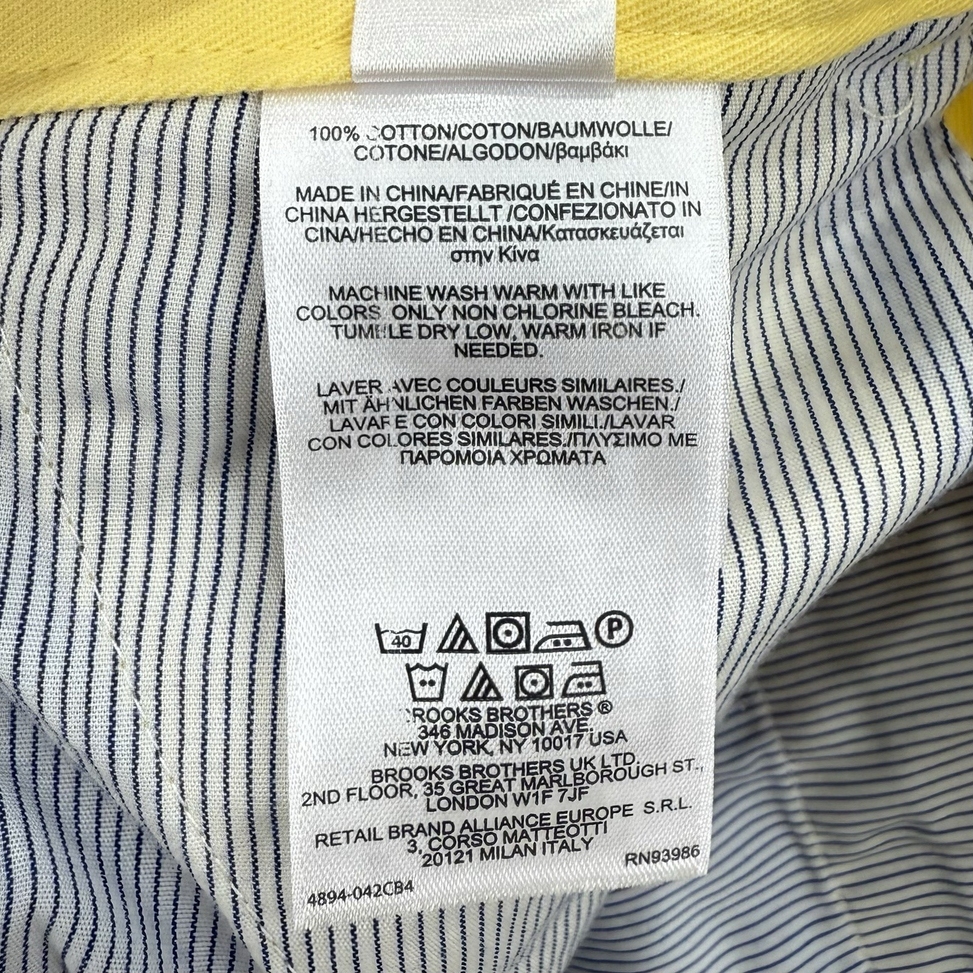 100% COTTON/COTON/BAUMWOLLE/
COTONE/ALGODON/βαμβάκι
MADE IN CHINA/FABRIQUÉ EN CHINE/IN
CHINA HERGESTELLT /CONFEZIONATO IN
CINA/HECHO EN CHINA/Κατασκευάζεται
στην Κίνα
MACHINE WASH WARM WITH LIKE
COLORS. ONLY NON CHLORINE BLEACH.
TUMBLE DRY LOW, WARM IRON IF
NEEDED.
LAVER AVEC COULEURS SIMILAIRES./
MIT ÄHNLICHEN FARBEN WASCHEN./
LAVARE CON COLORI SIMILI./LAVAR
CON COLORES SIMILARES./ΠΛΥΣΙΜΟ ΜΕ
ΠΑΡΟΜΟΙΑ ΧΡΩΜΑΤΑ
40 P
BROOKS BROTHERS ®
346 MADISON AVE.
NEW YORK, NY 10017 USA
BROOKS BROTHERS UK LTD.
2ND FLOOR, 35 GREAT MARLBOROUGH ST.,
LONDON W1F 7JF
RETAIL BRAND ALLIANCE EUROPE S.R.L.
3, CORSO MATTEOTTI
20121 MILAN ITALY
RN93986
4894-042CB4